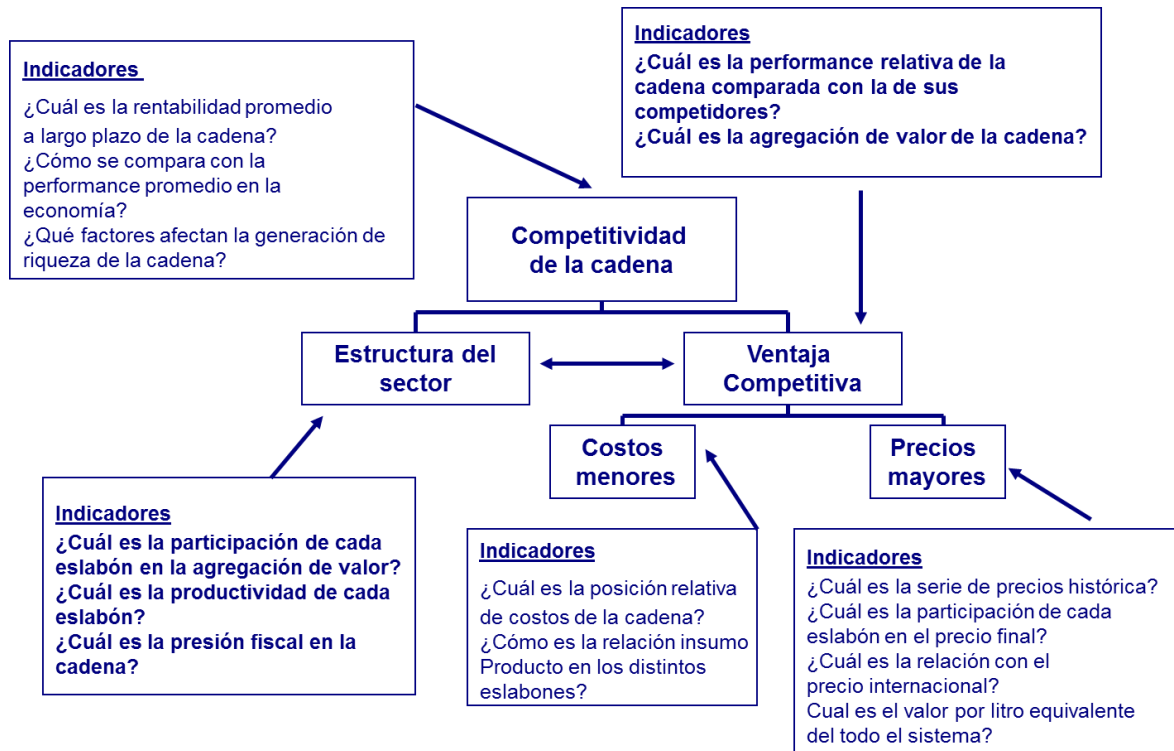 Indicadores
¿Cuál es la rentabilidad promedio
a largo plazo de la cadena?
¿Cómo se compara con la
performance promedio en la
economía?
¿Qué factores afectan la generación de
riqueza de la cadena?
Indicadores
¿Cuál es la performance relativa de la
cadena comparada con la de sus
competidores?
¿Cuál es la agregación de valor de la cadena?
Competitividad
de la cadena
Estructura del
sector
Ventaja
Competitiva
Costos
menores
Precios
mayores
Indicadores
¿Cuál es la participación de cada
eslabón en la agregación de valor?
¿Cuál es la productividad de cada
eslabón?
¿Cuál es la presión fiscal en la
cadena?
Indicadores
¿Cuál es la posición relativa
de costos de la cadena?
¿Cómo es la relación insumo
Producto en los distintos
eslabones?
Indicadores
¿Cuál es la serie de precios histórica?
¿Cuál es la participación de cada
eslabón en el precio final?
¿Cuál es la relación con el
precio internacional?
Cual es el valor por litro equivalente
del todo el sistema?